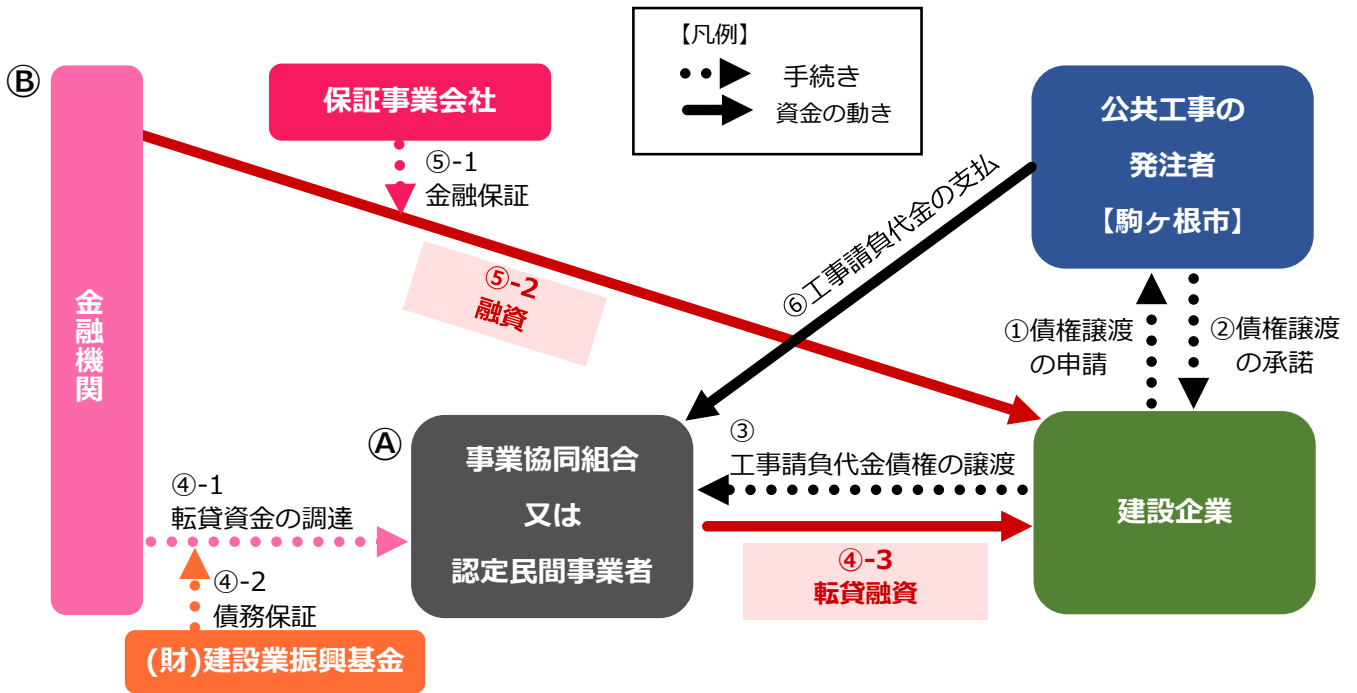 【凡例】
手続き
資金の動き
Ⓑ
金融機関
保証事業会社
⑤-1
金融保証
公共工事の
発注者
【駒ヶ根市】
⑤-2
融資
⑥工事請負代金の支払
①債権譲渡
の申請
②債権譲渡
の承諾
Ⓐ
事業協同組合
又は
認定民間事業者
③
工事請負代金債権の譲渡
建設企業
④-1
転貸資金の調達
④-2
債務保証
④-3
転貸融資
(財)建設業振興基金